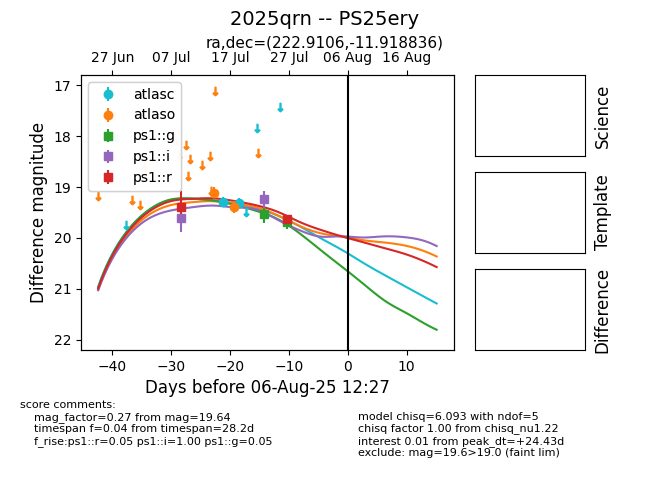 2025qrn -- PS25ery
ra,dec=(222.9106,-11.918836)
27 Jun 07 Jul 17 Jul 27 Jul 06 Aug 16 Aug
17
18
19
20
21
22
Difference magnitude
atlasc
atlaso
ps1::g
ps1::i
ps1::r
−40 −30 −20 −10 0 10
Days before 06-Aug-25 12:27
Science
Template
Difference
score comments:
mag_factor=0.27 from mag=19.64
timespan f=0.04 from timespan=28.2d
f_rise:ps1::r=0.05 ps1::i=1.00 ps1::g=0.05
model chisq=6.093 with ndof=5
chisq factor 1.00 from chisq_nu1.22
interest 0.01 from peak_dt=+24.43d
exclude: mag=19.6>19.0 (faint lim)